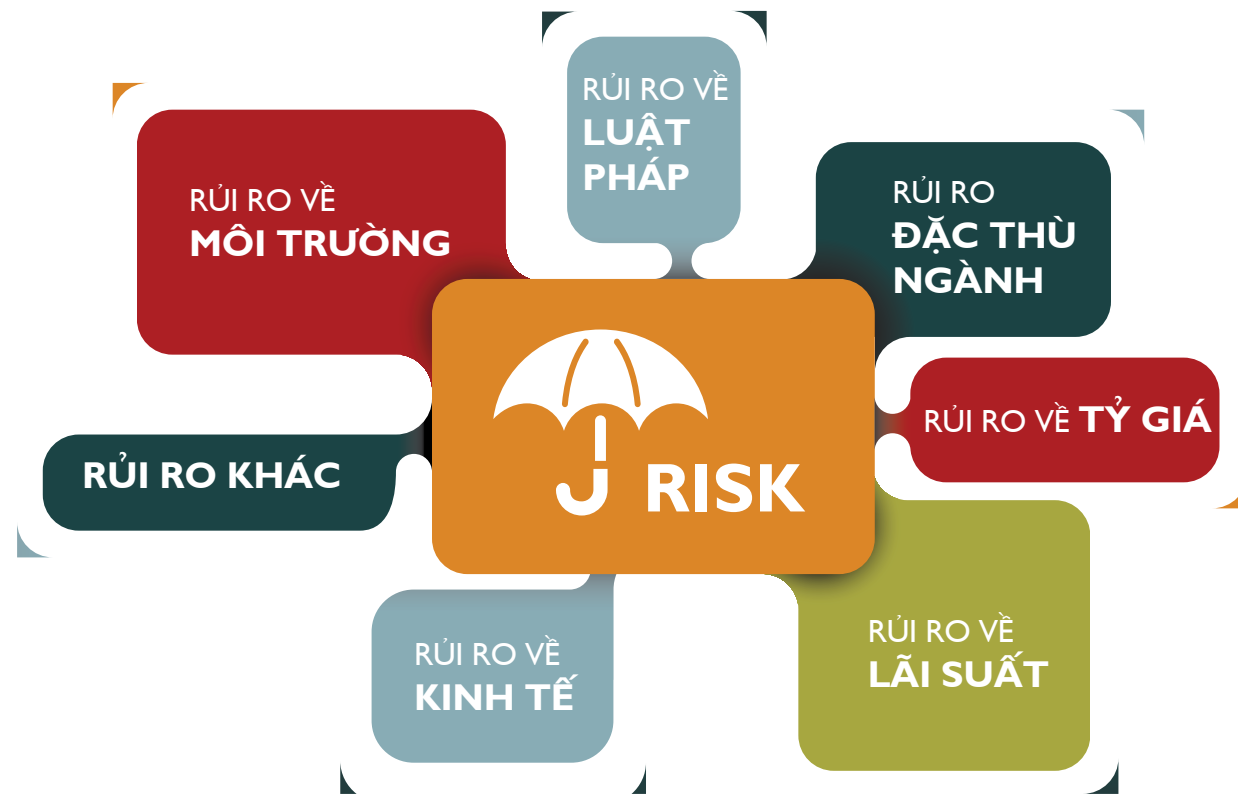 RỦI RO VỀ
LUẬT
PHÁP
RỦI RO VỀ
MÔI TRƯỜNG
RỦI RO
ĐẶC THÙ
NGÀNH
RỦI RO VỀ TỶ GIÁ
RỦI RO KHÁC
RISK
RỦI RO VỀ
LÃI SUẤT
RỦI RO VỀ
KINH TẾ